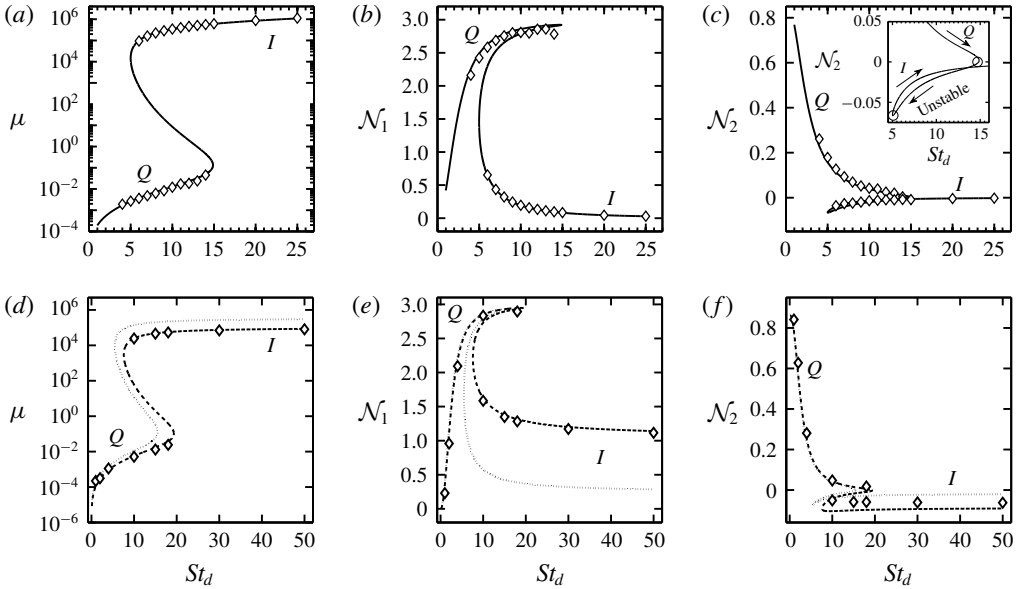 (a) (b) (c)
μ
10^6
10^4
10^2
10^0
10^−2
10^−4
Q
I
0 5 10 15 20 25
𝒩1
3.0
2.5
2.0
1.5
1.0
0.5
0
Q
I
0 5 10 15 20 25
𝒩2
0.8
0.6
0.4
0.2
0
Q
I
0 5 10 15 20 25
0.05
0
−0.05
𝒩2
Q
I
Unstable
5 10 15
St_d
(d) (e) (f)
μ
10^6
10^4
10^2
10^0
10^−2
10^−4
10^−6
Q
I
0 10 20 30 40 50
St_d
𝒩1
3.0
2.5
2.0
1.5
1.0
0.5
0
Q
I
0 10 20 30 40 50
St_d
𝒩2
0.8
0.6
0.4
0.2
0
Q
I
0 10 20 30 40 50
St_d